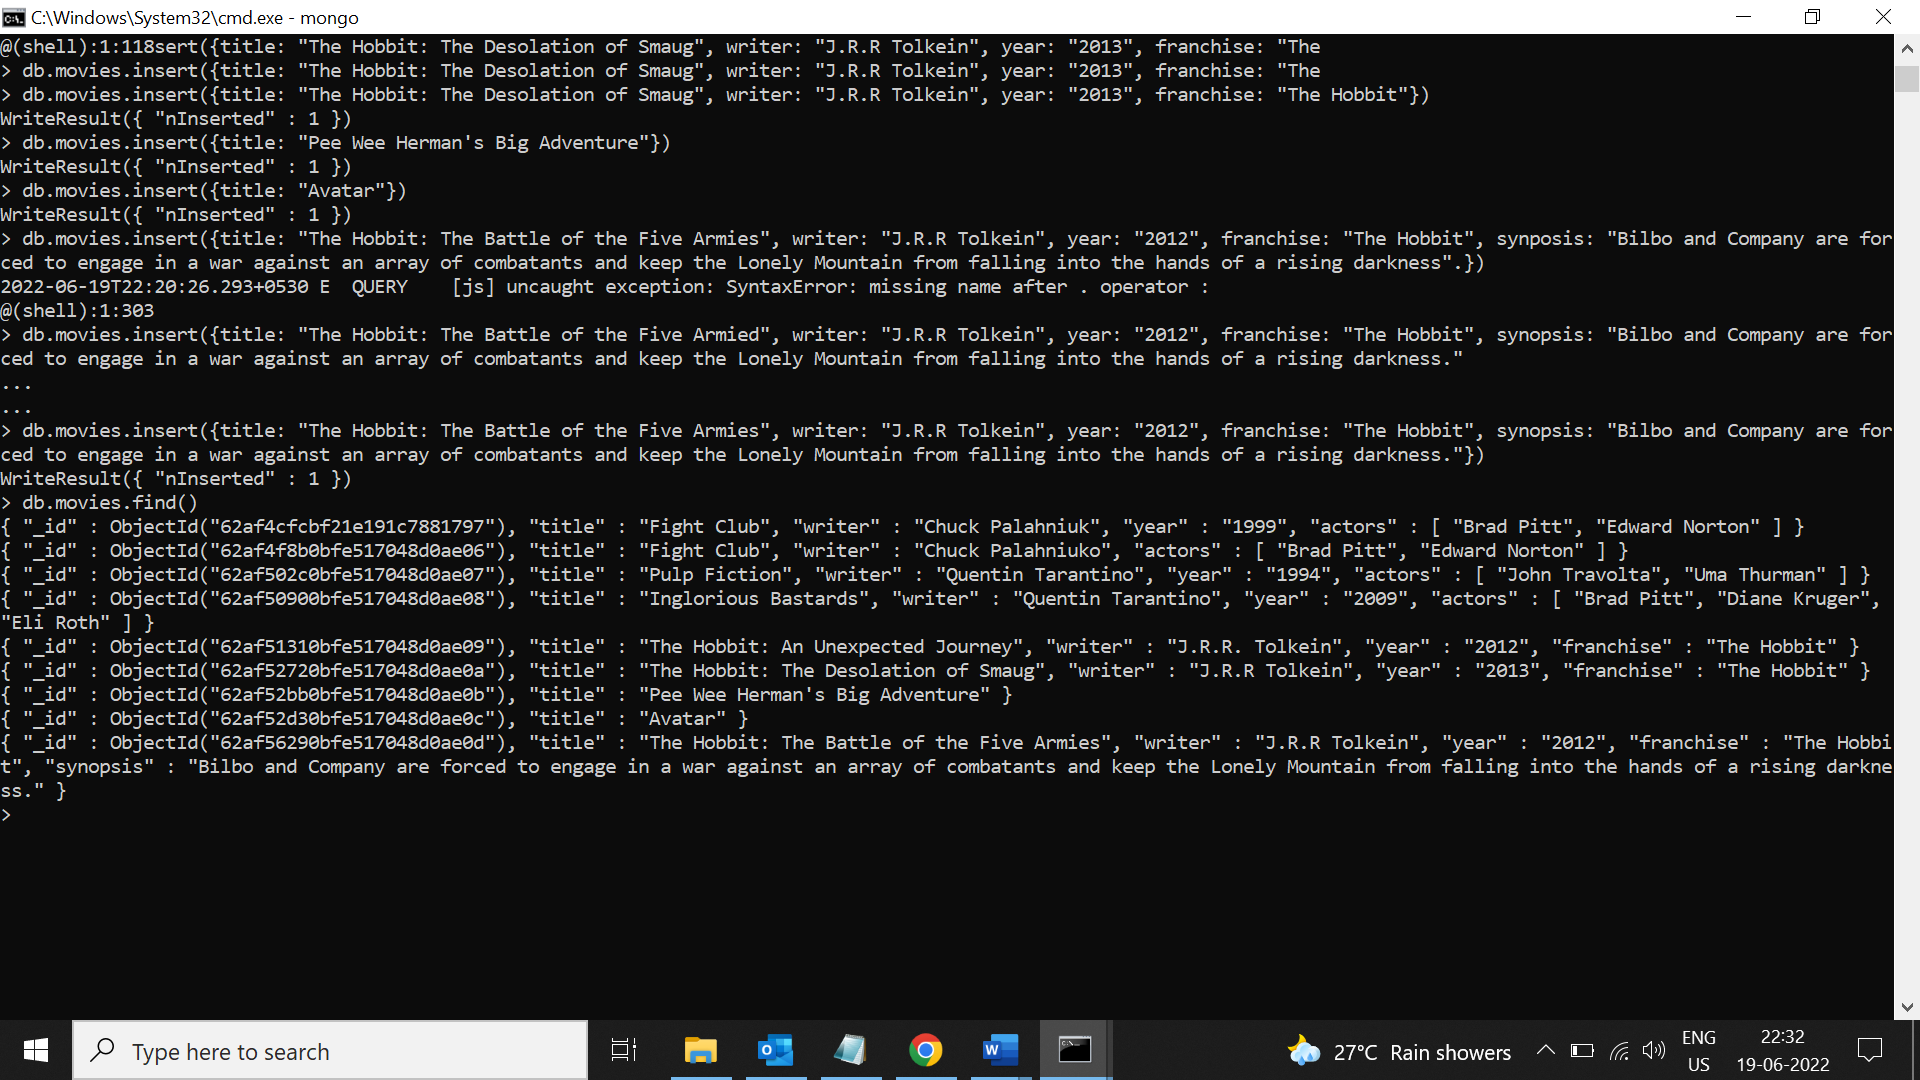 C:\Windows\System32\cmd.exe - mongo
@(shell):1:118sert({title: "The Hobbit: The Desolation of Smaug", writer: "J.R.R Tolkein", year: "2013", franchise: "The
> db.movies.insert({title: "The Hobbit: The Desolation of Smaug", writer: "J.R.R Tolkein", year: "2013", franchise: "The
> db.movies.insert({title: "The Hobbit: The Desolation of Smaug", writer: "J.R.R Tolkein", year: "2013", franchise: "The Hobbit"})
WriteResult({ "nInserted" : 1 })
> db.movies.insert({title: "Pee Wee Herman's Big Adventure"})
WriteResult({ "nInserted" : 1 })
> db.movies.insert({title: "Avatar"})
WriteResult({ "nInserted" : 1 })
> db.movies.insert({title: "The Hobbit: The Battle of the Five Armies", writer: "J.R.R Tolkein", year: "2012", franchise: "The Hobbit", synposis: "Bilbo and Company are for
ced to engage in a war against an array of combatants and keep the Lonely Mountain from falling into the hands of a rising darkness".})
2022-06-19T22:20:26.293+0530 E  QUERY    [js] uncaught exception: SyntaxError: missing name after . operator :
@(shell):1:303
> db.movies.insert({title: "The Hobbit: The Battle of the Five Armied", writer: "J.R.R Tolkein", year: "2012", franchise: "The Hobbit", synopsis: "Bilbo and Company are for
ced to engage in a war against an array of combatants and keep the Lonely Mountain from falling into the hands of a rising darkness."
...
...
> db.movies.insert({title: "The Hobbit: The Battle of the Five Armies", writer: "J.R.R Tolkein", year: "2012", franchise: "The Hobbit", synopsis: "Bilbo and Company are for
ced to engage in a war against an array of combatants and keep the Lonely Mountain from falling into the hands of a rising darkness."})
WriteResult({ "nInserted" : 1 })
> db.movies.find()
{ "_id" : ObjectId("62af4cfcbf21e191c7881797"), "title" : "Fight Club", "writer" : "Chuck Palahniuk", "year" : "1999", "actors" : [ "Brad Pitt", "Edward Norton" ] }
{ "_id" : ObjectId("62af4f8b0bfe517048d0ae06"), "title" : "Fight Club", "writer" : "Chuck Palahniuko", "actors" : [ "Brad Pitt", "Edward Norton" ] }
{ "_id" : ObjectId("62af502c0bfe517048d0ae07"), "title" : "Pulp Fiction", "writer" : "Quentin Tarantino", "year" : "1994", "actors" : [ "John Travolta", "Uma Thurman" ] }
{ "_id" : ObjectId("62af50900bfe517048d0ae08"), "title" : "Inglorious Bastards", "writer" : "Quentin Tarantino", "year" : "2009", "actors" : [ "Brad Pitt", "Diane Kruger",
"Eli Roth" ] }
{ "_id" : ObjectId("62af51310bfe517048d0ae09"), "title" : "The Hobbit: An Unexpected Journey", "writer" : "J.R.R. Tolkein", "year" : "2012", "franchise" : "The Hobbit" }
{ "_id" : ObjectId("62af52720bfe517048d0ae0a"), "title" : "The Hobbit: The Desolation of Smaug", "writer" : "J.R.R Tolkein", "year" : "2013", "franchise" : "The Hobbit" }
{ "_id" : ObjectId("62af52bb0bfe517048d0ae0b"), "title" : "Pee Wee Herman's Big Adventure" }
{ "_id" : ObjectId("62af52d30bfe517048d0ae0c"), "title" : "Avatar" }
{ "_id" : ObjectId("62af56290bfe517048d0ae0d"), "title" : "The Hobbit: The Battle of the Five Armies", "writer" : "J.R.R Tolkein", "year" : "2012", "franchise" : "The Hobbi
t", "synopsis" : "Bilbo and Company are forced to engage in a war against an array of combatants and keep the Lonely Mountain from falling into the hands of a rising darkne
ss." }
>
Type here to search
27°C Rain showers
ENG
US
22:32
19-06-2022